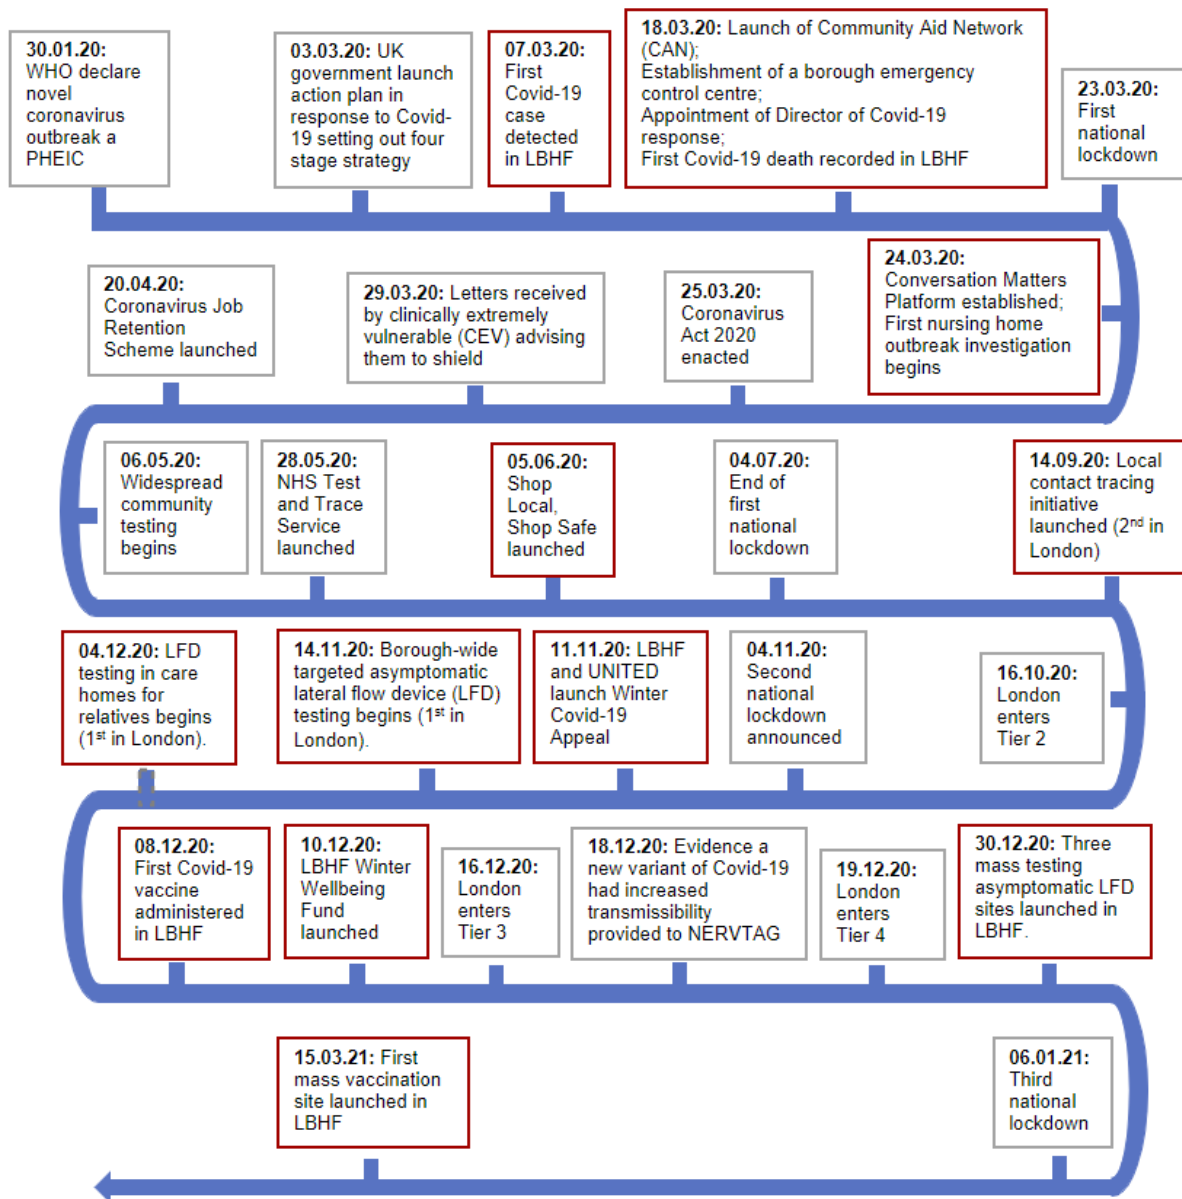 30.01.20:
WHO declare
novel
coronavirus
outbreak a
PHEIC
03.03.20: UK
government launch
action plan in
response to Covid-
19 setting out four
stage strategy
07.03.20:
First
Covid-19
case
detected
in LBHF
18.03.20: Launch of Community Aid Network
(CAN);
Establishment of a borough emergency
control centre;
Appointment of Director of Covid-19
response;
First Covid-19 death recorded in LBHF
23.03.20:
First
national
lockdown
24.03.20:
Conversation Matters
Platform established;
First nursing home
outbreak investigation
begins
25.03.20:
Coronavirus
Act 2020
enacted
29.03.20: Letters received
by clinically extremely
vulnerable (CEV) advising
them to shield
20.04.20:
Coronavirus Job
Retention
Scheme launched
06.05.20:
Widespread
community
testing
begins
28.05.20:
NHS Test
and Trace
Service
launched
05.06.20:
Shop
Local,
Shop Safe
launched
04.07.20:
End of
first
national
lockdown
14.09.20: Local
contact tracing
initiative
launched (2nd in
London)
16.10.20:
London
enters
Tier 2
04.11.20:
Second
national
lockdown
announced
11.11.20: LBHF
and UNITED
launch Winter
Covid-19
Appeal
14.11.20: Borough-wide
targeted asymptomatic
lateral flow device (LFD)
testing begins (1st in
London).
04.12.20: LFD
testing in care
homes for
relatives begins
(1st in London).
08.12.20:
First Covid-19
vaccine
administered
in LBHF
10.12.20:
LBHF Winter
Wellbeing
Fund
launched
16.12.20:
London
enters
Tier 3
18.12.20: Evidence a
new variant of Covid-19
had increased
transmissibility
provided to NERVTAG
19.12.20:
London
enters
Tier 4
30.12.20: Three
mass testing
asymptomatic LFD
sites launched in
LBHF.
06.01.21:
Third
national
lockdown
15.03.21: First
mass vaccination
site launched in
LBHF